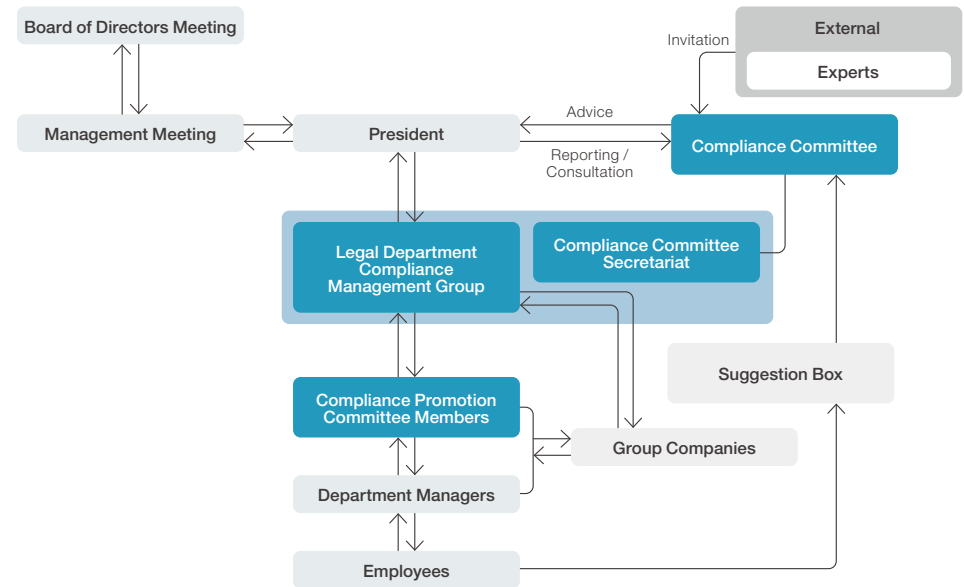 Board of Directors Meeting
External
Invitation
Experts
Management Meeting
President
Advice
Reporting /
Consultation
Compliance Committee
Legal Department
Compliance
Management Group
Compliance Committee
Secretariat
Suggestion Box
Compliance Promotion
Committee Members
Group Companies
Department Managers
Employees